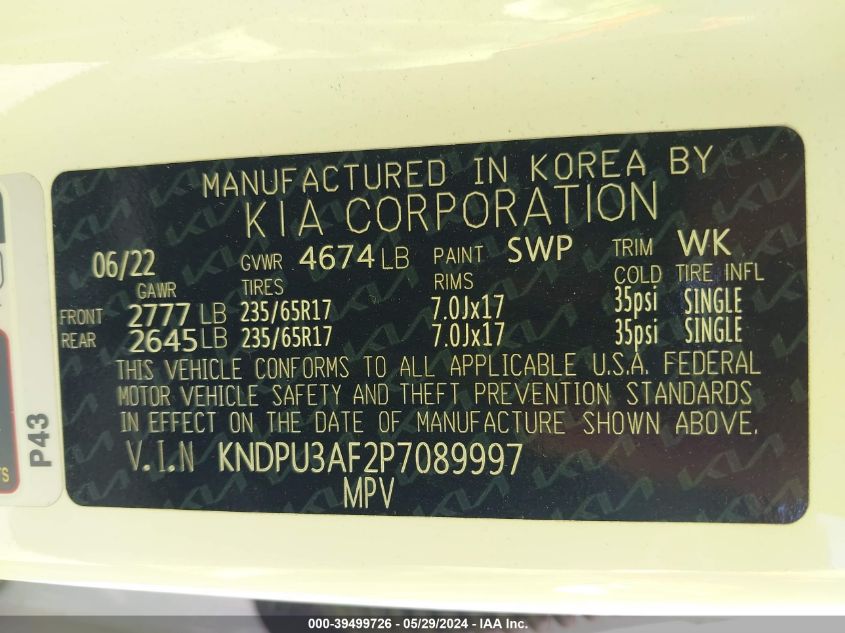 MANUFACTURED IN KOREA BY
KIA CORPORATION
06/22 GVWR 4674 LB PAINT SWP TRIM WK
GAWR TIRES RIMS COLD TIRE INFL
FRONT 2777 LB 235/65R17 7.0Jx17 35psi SINGLE
REAR 2645 LB 235/65R17 7.0Jx17 35psi SINGLE
THIS VEHICLE CONFORMS TO ALL APPLICABLE U.S.A. FEDERAL
MOTOR VEHICLE SAFETY AND THEFT PREVENTION STANDARDS
IN EFFECT ON THE DATE OF MANUFACTURE SHOWN ABOVE.
V.I.N KNDPU3AF2P7089997
MPV
P43
000-39499726 - 05/29/2024 - IAA Inc.